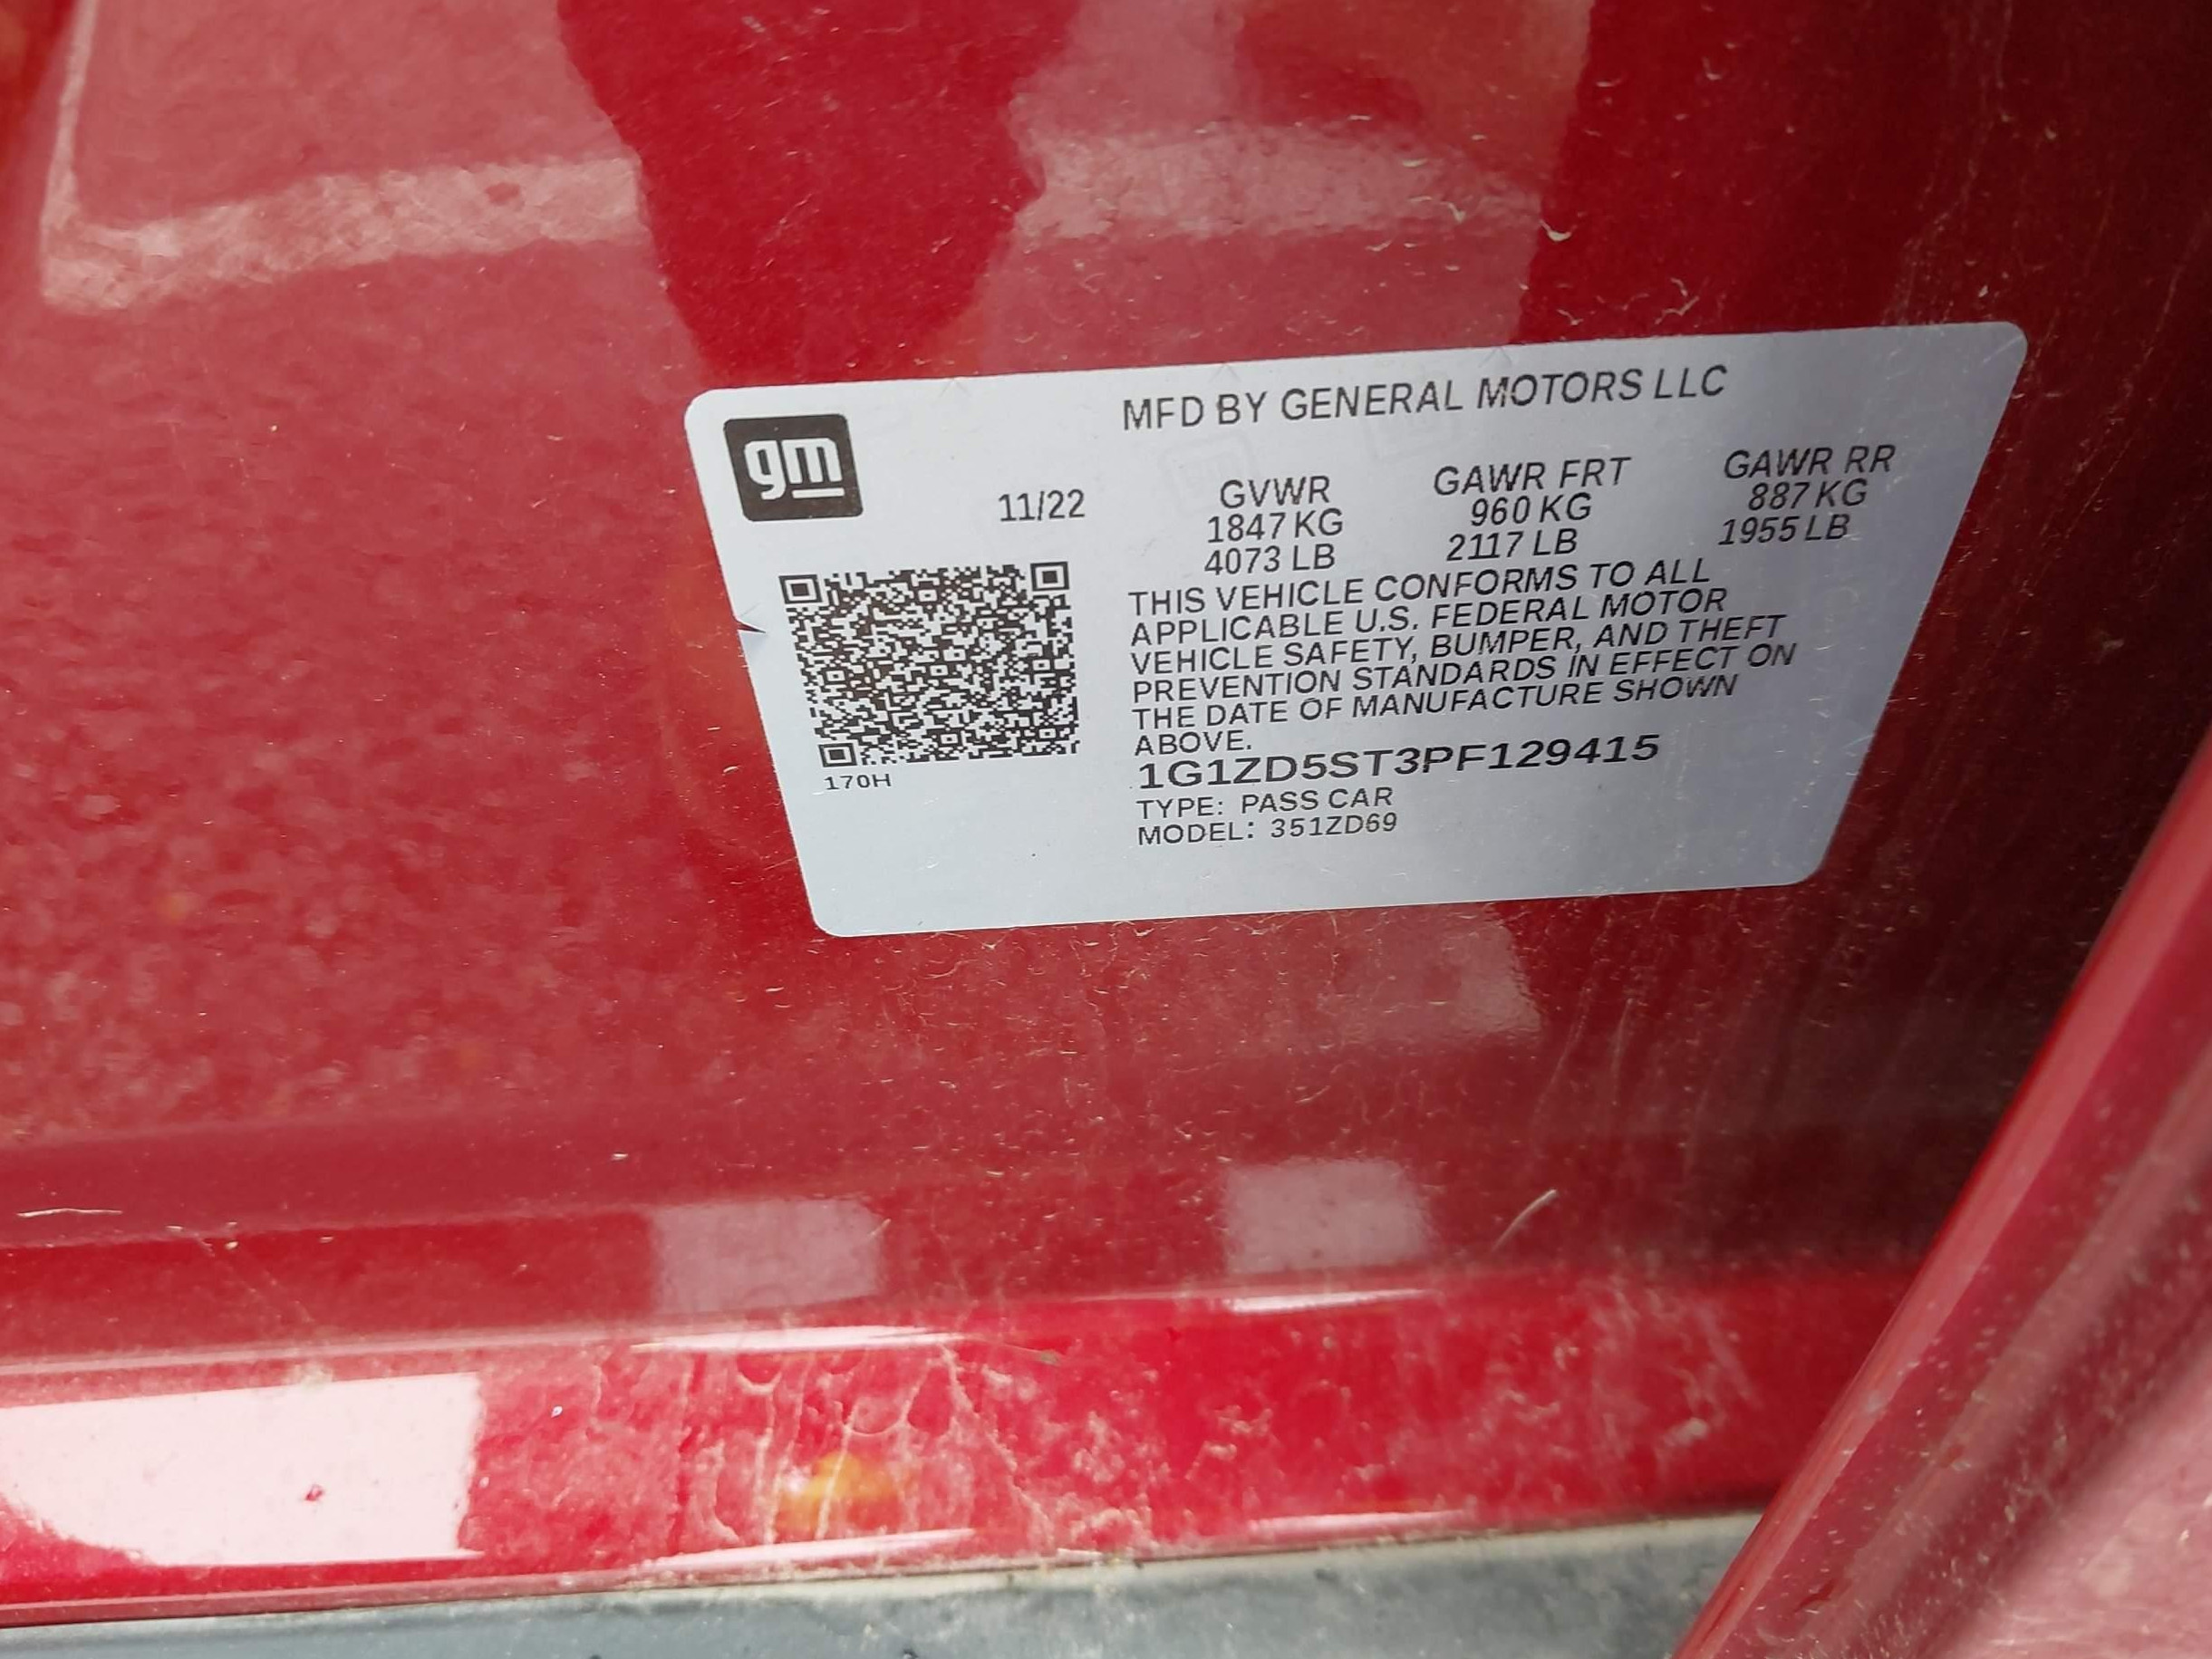 gm
MFD BY GENERAL MOTORS LLC
11/22
GVWR
1847 KG
4073 LB
GAWR FRT
960 KG
2117 LB
GAWR RR
887 KG
1955 LB
THIS VEHICLE CONFORMS TO ALL
APPLICABLE U.S. FEDERAL MOTOR
VEHICLE SAFETY, BUMPER, AND THEFT
PREVENTION STANDARDS IN EFFECT ON
THE DATE OF MANUFACTURE SHOWN
ABOVE.
1G1ZD5ST3PF129415
TYPE: PASS CAR
MODEL: 351ZD69
170H